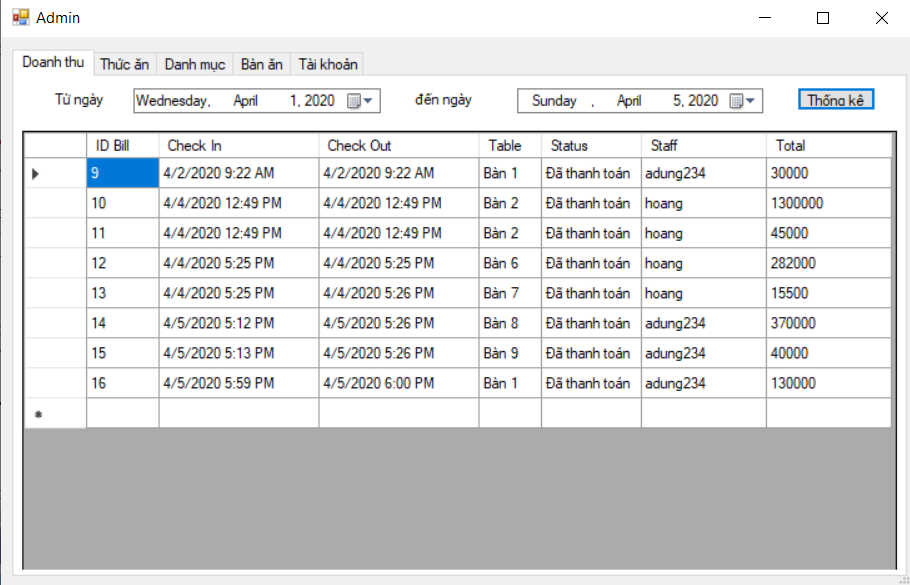 Admin
Doanh thu Thức ăn Danh mục Bàn ăn Tài khoản
Từ ngày Wednesday, April 1, 2020 đến ngày Sunday , April 5, 2020 Thống kê
ID Bill Check In Check Out Table Status Staff Total
9 4/2/2020 9:22 AM 4/2/2020 9:22 AM Bàn 1 Đã thanh toán adung234 30000
10 4/4/2020 12:49 PM 4/4/2020 12:49 PM Bàn 2 Đã thanh toán hoang 1300000
11 4/4/2020 12:49 PM 4/4/2020 12:49 PM Bàn 2 Đã thanh toán hoang 45000
12 4/4/2020 5:25 PM 4/4/2020 5:25 PM Bàn 6 Đã thanh toán hoang 282000
13 4/4/2020 5:25 PM 4/4/2020 5:26 PM Bàn 7 Đã thanh toán hoang 15500
14 4/5/2020 5:12 PM 4/5/2020 5:26 PM Bàn 8 Đã thanh toán adung234 370000
15 4/5/2020 5:13 PM 4/5/2020 5:26 PM Bàn 9 Đã thanh toán adung234 40000
16 4/5/2020 5:59 PM 4/5/2020 6:00 PM Bàn 1 Đã thanh toán adung234 130000